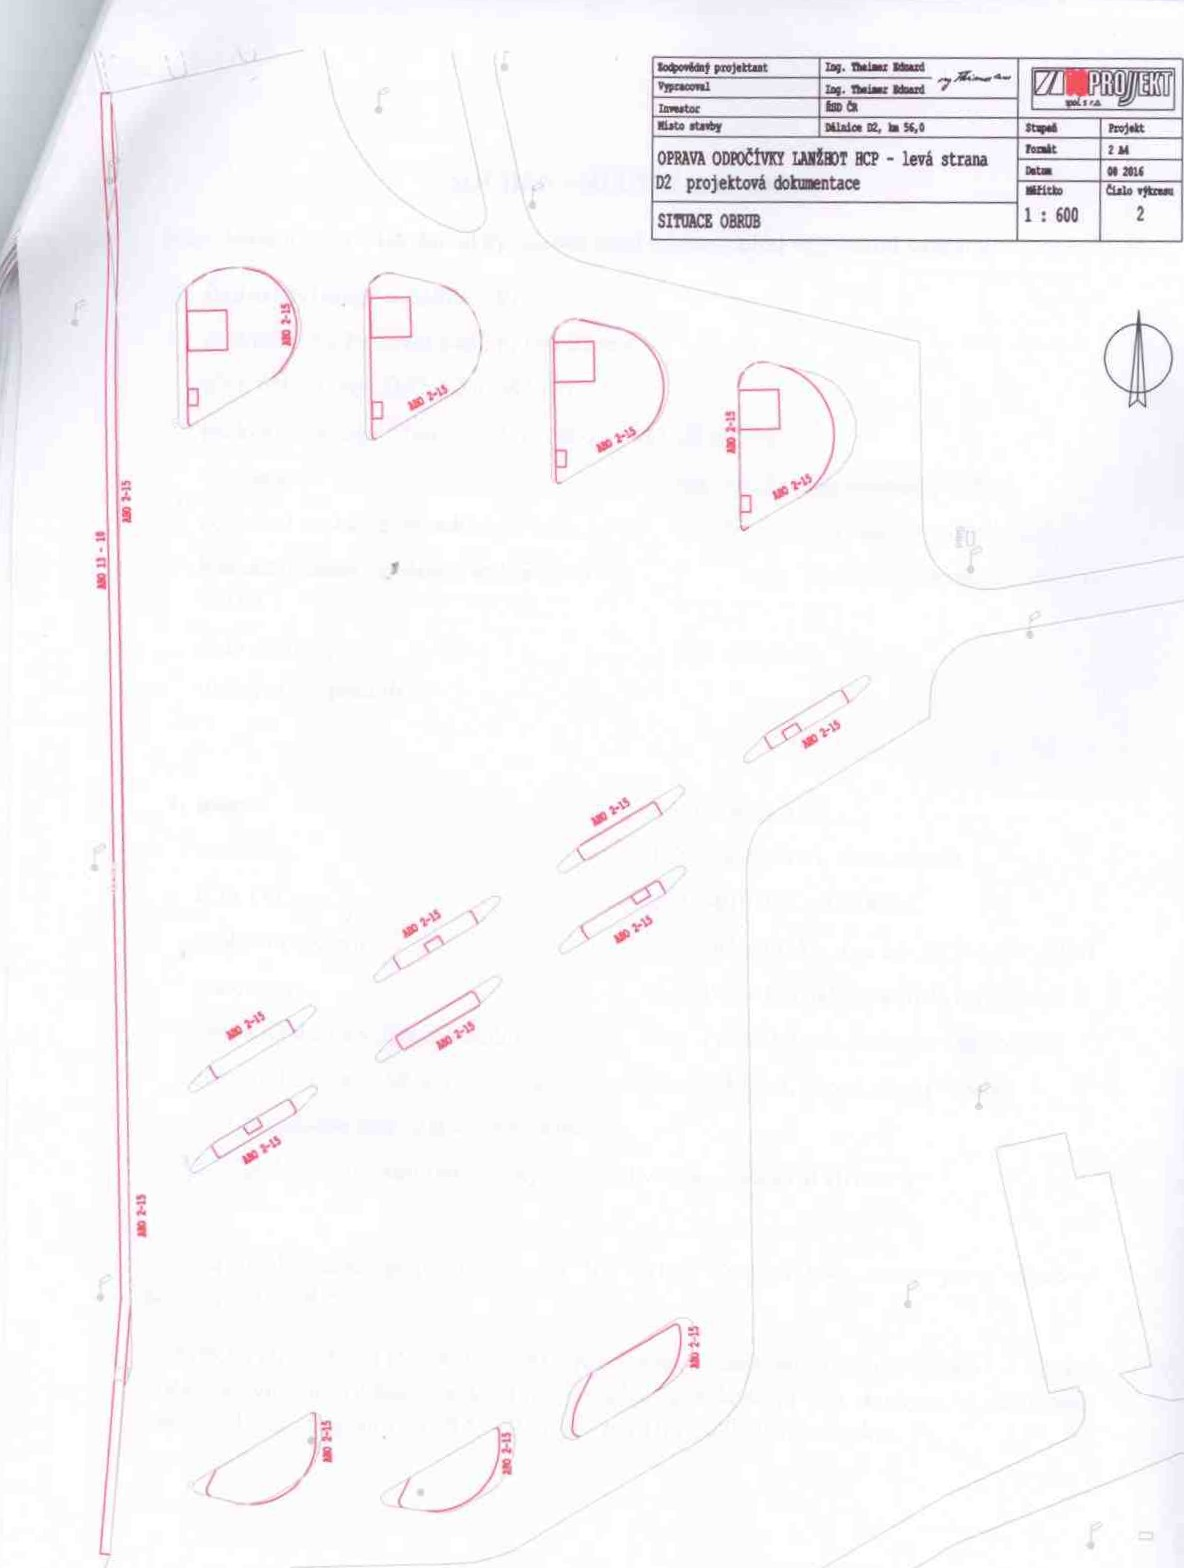 Zodpovědný projektant Ing. Theimer Eduard
Vypracoval Ing. Theimer Eduard
Investor ŘSD ČR
Místo stavby Dálnice D2, km 56,0
PROJEKT
spol. s r.o.
Stupeň Projekt
Formát 2 A4
Datum 08 2016
Měřítko Číslo výkresu
1 : 600 2
OPRAVA ODPOČÍVKY LANŽHOT HCP - levá strana
D2 projektová dokumentace
SITUACE OBRUB
ABO 2-15
ABO 2-15
ABO 2-15
ABO 2-15
ABO 2-15
ABO 2-15
ABO 13 - 10
ABO 2-15
ABO 2-15
ABO 2-15
ABO 2-15
ABO 2-15
ABO 2-15
ABO 2-15
ABO 2-15
ABO 2-15
ABO 2-15
ABO 2-15
ABO 2-15